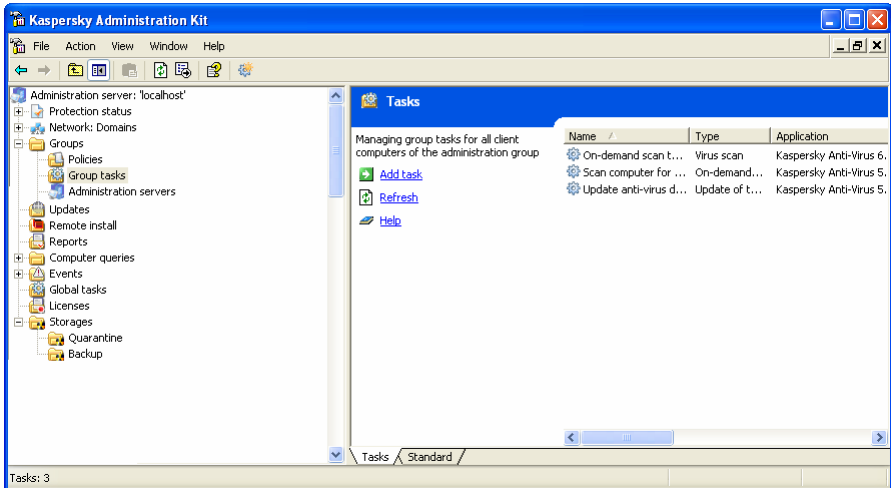 Kaspersky Administration Kit
File Action View Window Help
Administration server: 'localhost'
Protection status
Network: Domains
Groups
Policies
Group tasks
Administration servers
Updates
Remote install
Reports
Computer queries
Events
Global tasks
Licenses
Storages
Quarantine
Backup
Tasks
Managing group tasks for all client
computers of the administration group
Add task
Refresh
Help
Name Type Application
On-demand scan t... Virus scan Kaspersky Anti-Virus 6.
Scan computer for ... On-demand... Kaspersky Anti-Virus 5.
Update anti-virus d... Update of t... Kaspersky Anti-Virus 5.
Tasks Standard
Tasks: 3